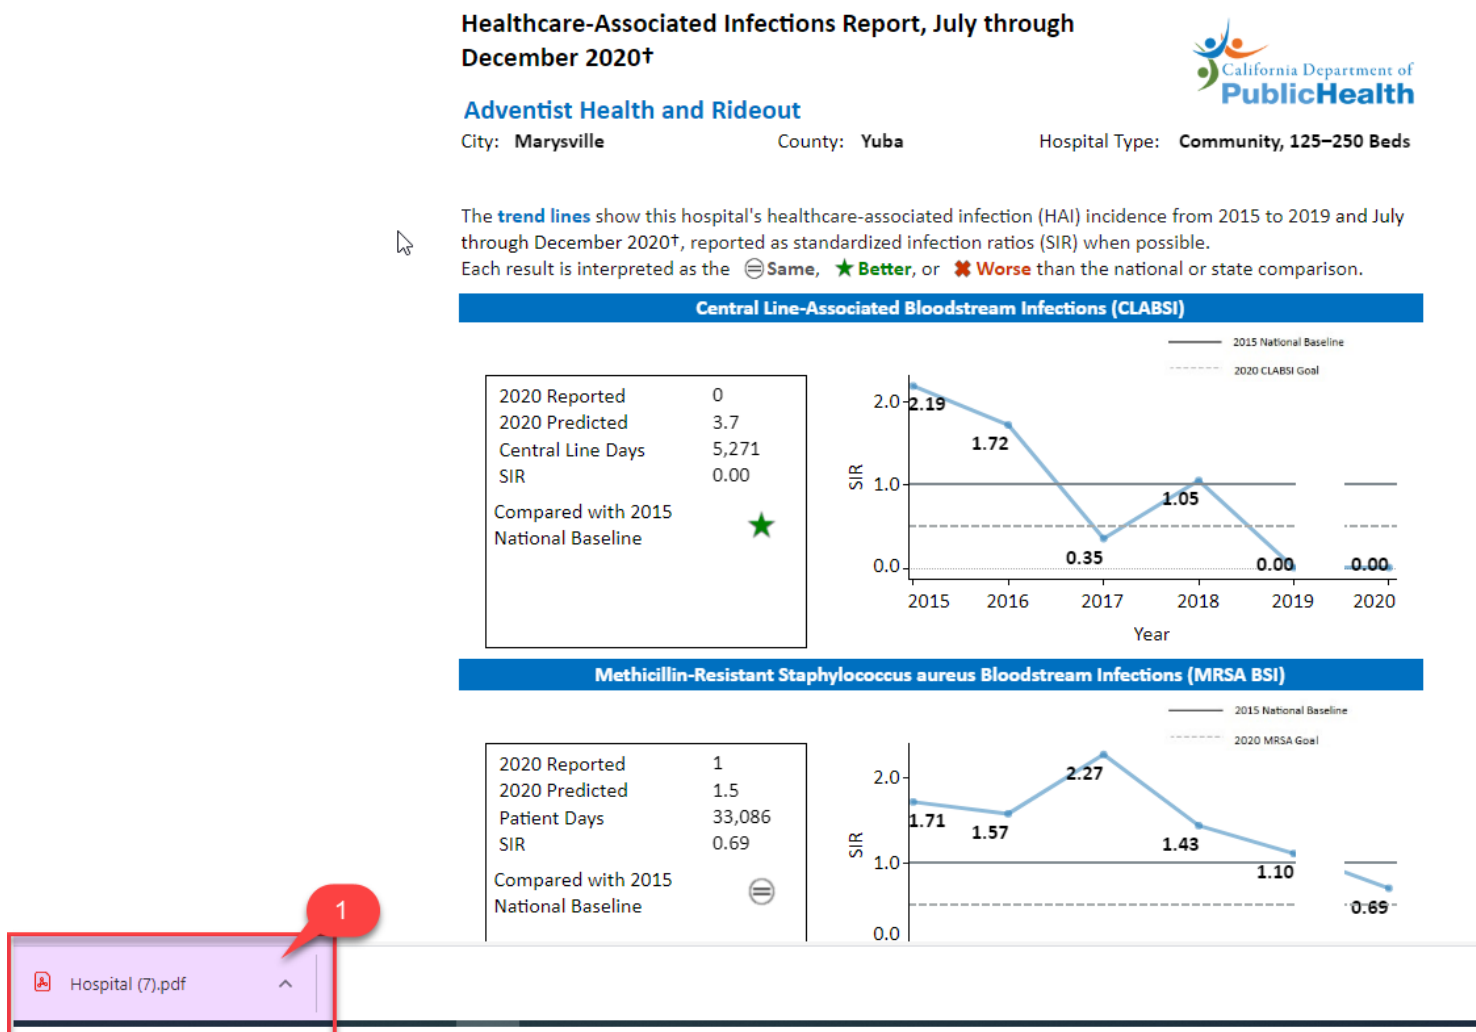 Healthcare-Associated Infections Report, July through
December 2020†
California Department of
PublicHealth
Adventist Health and Rideout
City: Marysville County: Yuba Hospital Type: Community, 125–250 Beds
The trend lines show this hospital's healthcare-associated infection (HAI) incidence from 2015 to 2019 and July
through December 2020†, reported as standardized infection ratios (SIR) when possible.
Each result is interpreted as the Same, Better, or Worse than the national or state comparison.
Central Line-Associated Bloodstream Infections (CLABSI)
2015 National Baseline
2020 CLABSI Goal
2020 Reported 0
2020 Predicted 3.7
Central Line Days 5,271
SIR 0.00
Compared with 2015
National Baseline
SIR
2.0
1.0
0.0
2.19
1.72
0.35
1.05
0.00
0.00
2015 2016 2017 2018 2019 2020
Year
Methicillin-Resistant Staphylococcus aureus Bloodstream Infections (MRSA BSI)
2015 National Baseline
2020 MRSA Goal
2020 Reported 1
2020 Predicted 1.5
Patient Days 33,086
SIR 0.69
Compared with 2015
National Baseline
SIR
2.0
1.0
0.0
1.71
1.57
2.27
1.43
1.10
0.69
1
Hospital (7).pdf